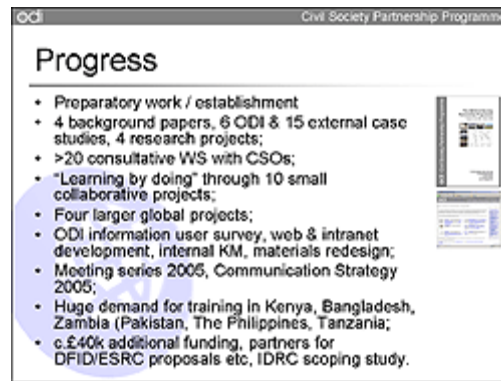 odi
Civil Society Partnership Programme
Progress
• Preparatory work / establishment
• 4 background papers, 6 ODI & 15 external case
studies, 4 research projects;
• >20 consultative WS with CSOs;
• "Learning by doing" through 10 small
collaborative projects;
• Four larger global projects;
• ODI information user survey, web & intranet
development, internal KM, materials redesign;
• Meeting series 2005, Communication Strategy
2005;
• Huge demand for training in Kenya, Bangladesh,
Zambia (Pakistan, The Philippines, Tanzania;
• c.£40k additional funding, partners for
DFID/ESRC proposals etc, IDRC scoping study.